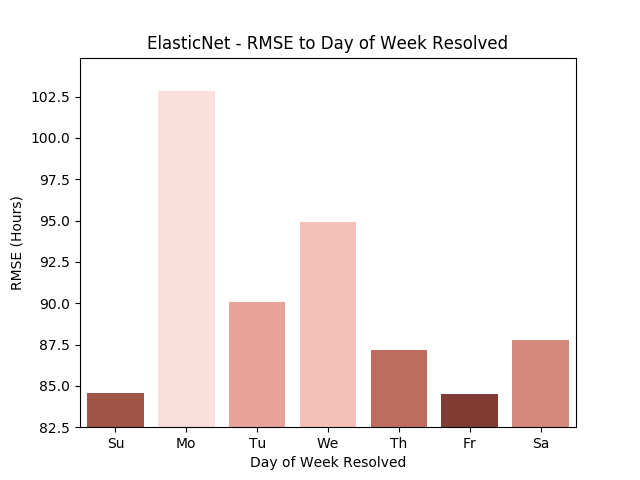 ElasticNet - RMSE to Day of Week Resolved
102.5
100.0
97.5
95.0
92.5
90.0
87.5
85.0
82.5
RMSE (Hours)
Su Mo Tu We Th Fr Sa
Day of Week Resolved